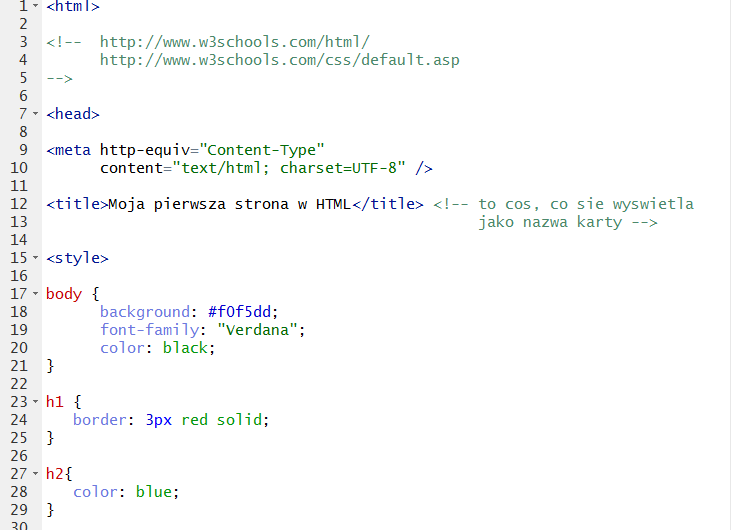 1 <html>
2
3 <!--  http://www.w3schools.com/html/
4       http://www.w3schools.com/css/default.asp
5 -->
6
7 <head>
8
9 <meta http-equiv="Content-Type"
10       content="text/html; charset=UTF-8" />
11
12 <title>Moja pierwsza strona w HTML</title> <!-- to cos, co sie wyswietla
13                                                 jako nazwa karty -->
14
15 <style>
16
17 body {
18       background: #f0f5dd;
19       font-family: "Verdana";
20       color: black;
21 }
22
23 h1 {
24    border: 3px red solid;
25 }
26
27 h2{
28    color: blue;
29 }
30